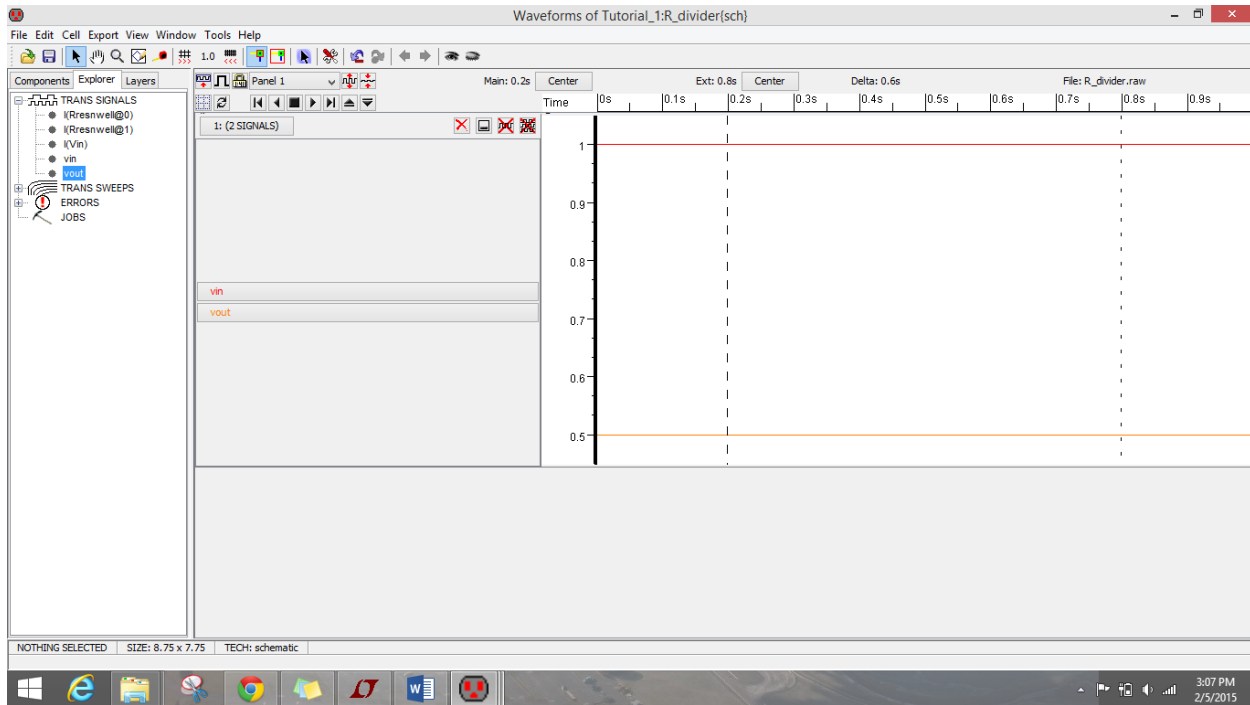 Waveforms of Tutorial_1:R_divider{sch}
File Edit Cell Export View Window Tools Help
1.0
Components Explorer Layers
Panel 1 Main: 0.2s Center Ext: 0.8s Center Delta: 0.6s File: R_divider.raw
Time 0s 0.1s 0.2s 0.3s 0.4s 0.5s 0.6s 0.7s 0.8s 0.9s
TRANS SIGNALS
I(Rresnwell@0)
I(Rresnwell@1)
I(Vin)
vin
vout
TRANS SWEEPS
ERRORS
JOBS
1: (2 SIGNALS)
vin
vout
1
0.9
0.8
0.7
0.6
0.5
NOTHING SELECTED SIZE: 8.75 x 7.75 TECH: schematic
3:07 PM
2/5/2015